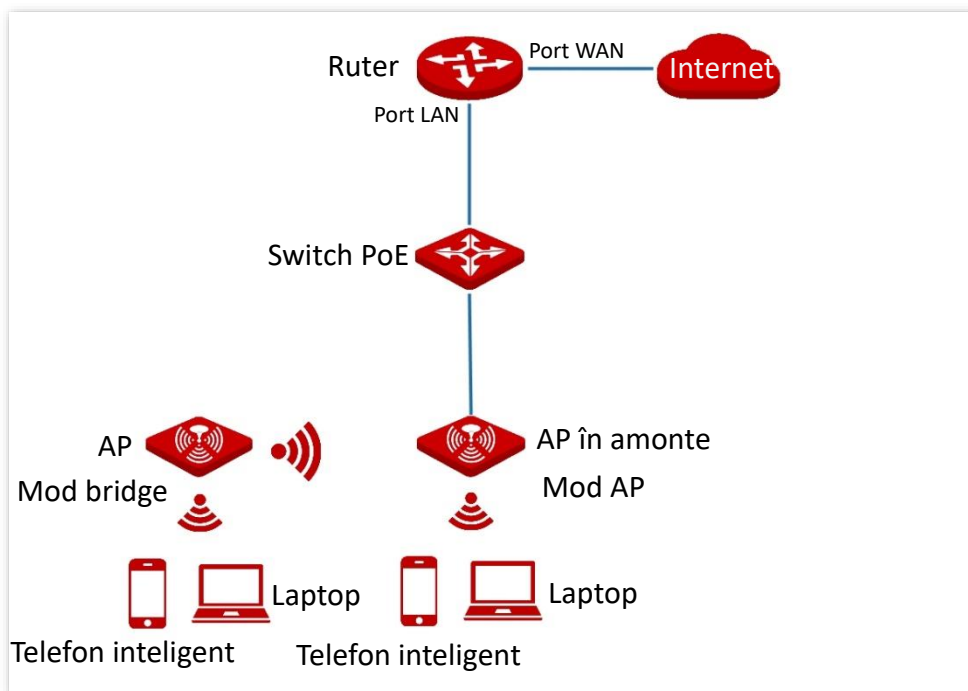 Ruter
Port WAN
Internet
Port LAN
Switch PoE
AP
Mod bridge
AP în amonte
Mod AP
Laptop
Telefon inteligent
Laptop
Telefon inteligent